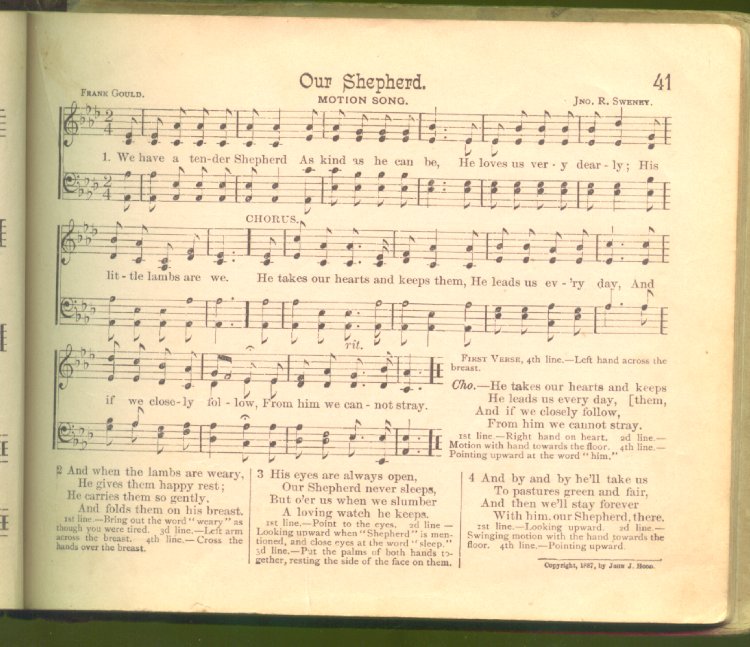 Our Shepherd.
41
FRANK GOULD.
MOTION SONG.
JNO. R. SWENEY.
1. We have a ten-der Shepherd As kind as he can be, He loves us ver - y dear - ly; His
CHORUS.
lit - tle lambs are we. He takes our hearts and keeps them, He leads us ev - 'ry day, And
rit.
if we close-ly fol - low, From him we can - not stray.
FIRST VERSE, 4th line.—Left hand across the
breast.
Cho.—He takes our hearts and keeps
He leads us every day, [them,
And if we closely follow,
From him we cannot stray.
1st line.—Right hand on heart. 2d line.—
Motion with hand towards the floor. 4th line.—
Pointing upward at the word "him."
2 And when the lambs are weary,
He gives them happy rest;
He carries them so gently,
And folds them on his breast.
1st line—Bring out the word "weary" as
though you were tired. 3d line.—Left arm
across the breast. 4th line.—Cross the
hands over the breast.
3 His eyes are always open,
Our Shepherd never sleeps,
But o'er us when we slumber
A loving watch he keeps.
1st line.—Point to the eyes. 2d line—
Looking upward when "Shepherd" is men-
tioned, and close eyes at the word "sleep."
3d line.—Put the palms of both hands to-
gether, resting the side of the face on them.
4 And by and by he'll take us
To pastures green and fair,
And then we'll stay forever
With him, our Shepherd, there.
1st line.—Looking upward. 2d line.—
Swinging motion with the hand towards the
floor. 4th line.—Pointing upward.
Copyright, 1887, by JOHN J. HOOD.